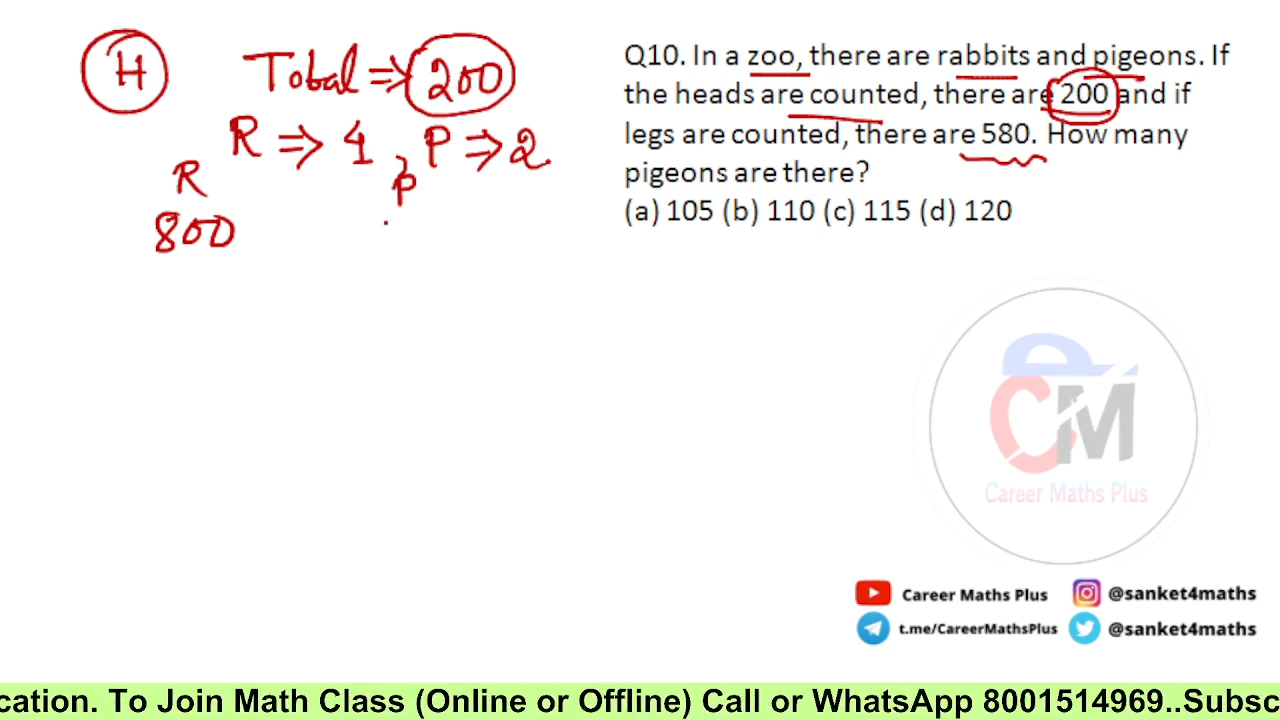 H Total ⇒ 200
R ⇒ 4 , P ⇒ 2
R P
800
Q10. In a zoo, there are rabbits and pigeons. If
the heads are counted, there are 200 and if
legs are counted, there are 580. How many
pigeons are there?
(a) 105 (b) 110 (c) 115 (d) 120
CM
Career Maths Plus
Career Maths Plus @sanket4maths
t.me/CareerMathsPlus @sanket4maths
cation. To Join Math Class (Online or Offline) Call or WhatsApp 8001514969..Subsc